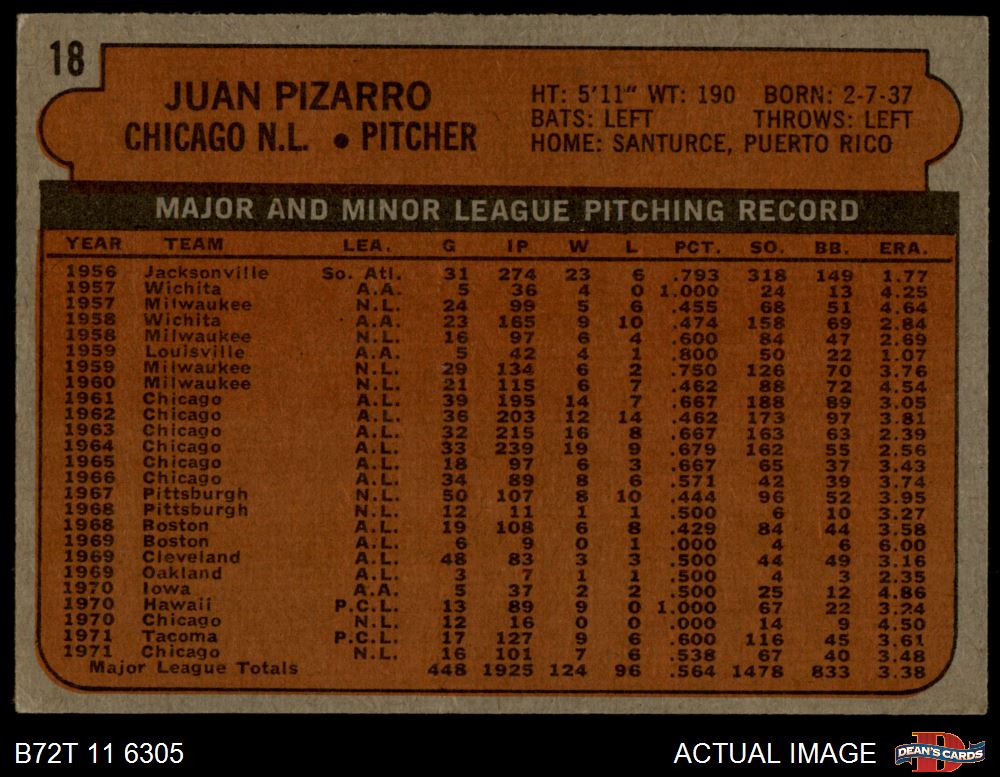 18
JUAN PIZARRO
CHICAGO N.L. • PITCHER
HT: 5'11" WT: 190 BORN: 2-7-37
BATS: LEFT THROWS: LEFT
HOME: SANTURCE, PUERTO RICO
MAJOR AND MINOR LEAGUE PITCHING RECORD
YEAR TEAM LEA. G IP W L PCT. SO. BB. ERA.
1956 Jacksonville So. Atl. 31 274 23 6 .793 318 149 1.77
1957 Wichita A.A. 5 36 4 0 1.000 24 13 4.25
1957 Milwaukee N.L. 24 99 5 6 .455 68 51 4.64
1958 Wichita A.A. 23 165 9 10 .474 158 69 2.84
1958 Milwaukee N.L. 16 97 6 4 .600 84 47 2.69
1959 Louisville A.A. 5 42 4 1 .800 50 22 1.07
1959 Milwaukee N.L. 29 134 6 2 .750 126 70 3.76
1960 Milwaukee N.L. 21 115 6 7 .462 88 72 4.54
1961 Chicago A.L. 39 195 14 7 .667 188 89 3.05
1962 Chicago A.L. 36 203 12 14 .462 173 97 3.81
1963 Chicago A.L. 32 215 16 8 .667 163 63 2.39
1964 Chicago A.L. 33 239 19 9 .679 162 55 2.56
1965 Chicago A.L. 18 97 6 3 .667 65 37 3.43
1966 Chicago A.L. 34 89 8 6 .571 42 39 3.74
1967 Pittsburgh N.L. 50 107 8 10 .444 96 52 3.95
1968 Pittsburgh N.L. 12 11 1 1 .500 6 10 3.27
1968 Boston A.L. 19 108 6 8 .429 84 44 3.58
1969 Boston A.L. 6 9 0 1 .000 4 6 6.00
1969 Cleveland A.L. 48 83 3 3 .500 44 49 3.16
1969 Oakland A.L. 3 7 1 1 .500 4 3 2.35
1970 Iowa A.A. 5 37 2 2 .500 25 12 4.86
1970 Hawaii P.C.L. 13 89 9 0 1.000 67 22 3.24
1970 Chicago N.L. 12 16 0 0 .000 14 9 4.50
1971 Tacoma P.C.L. 17 127 9 6 .600 116 45 3.61
1971 Chicago N.L. 16 101 7 6 .538 67 40 3.48
Major League Totals 448 1925 124 96 .564 1478 833 3.38
B72T 11 6305
ACTUAL IMAGE
DEAN'S CARDS